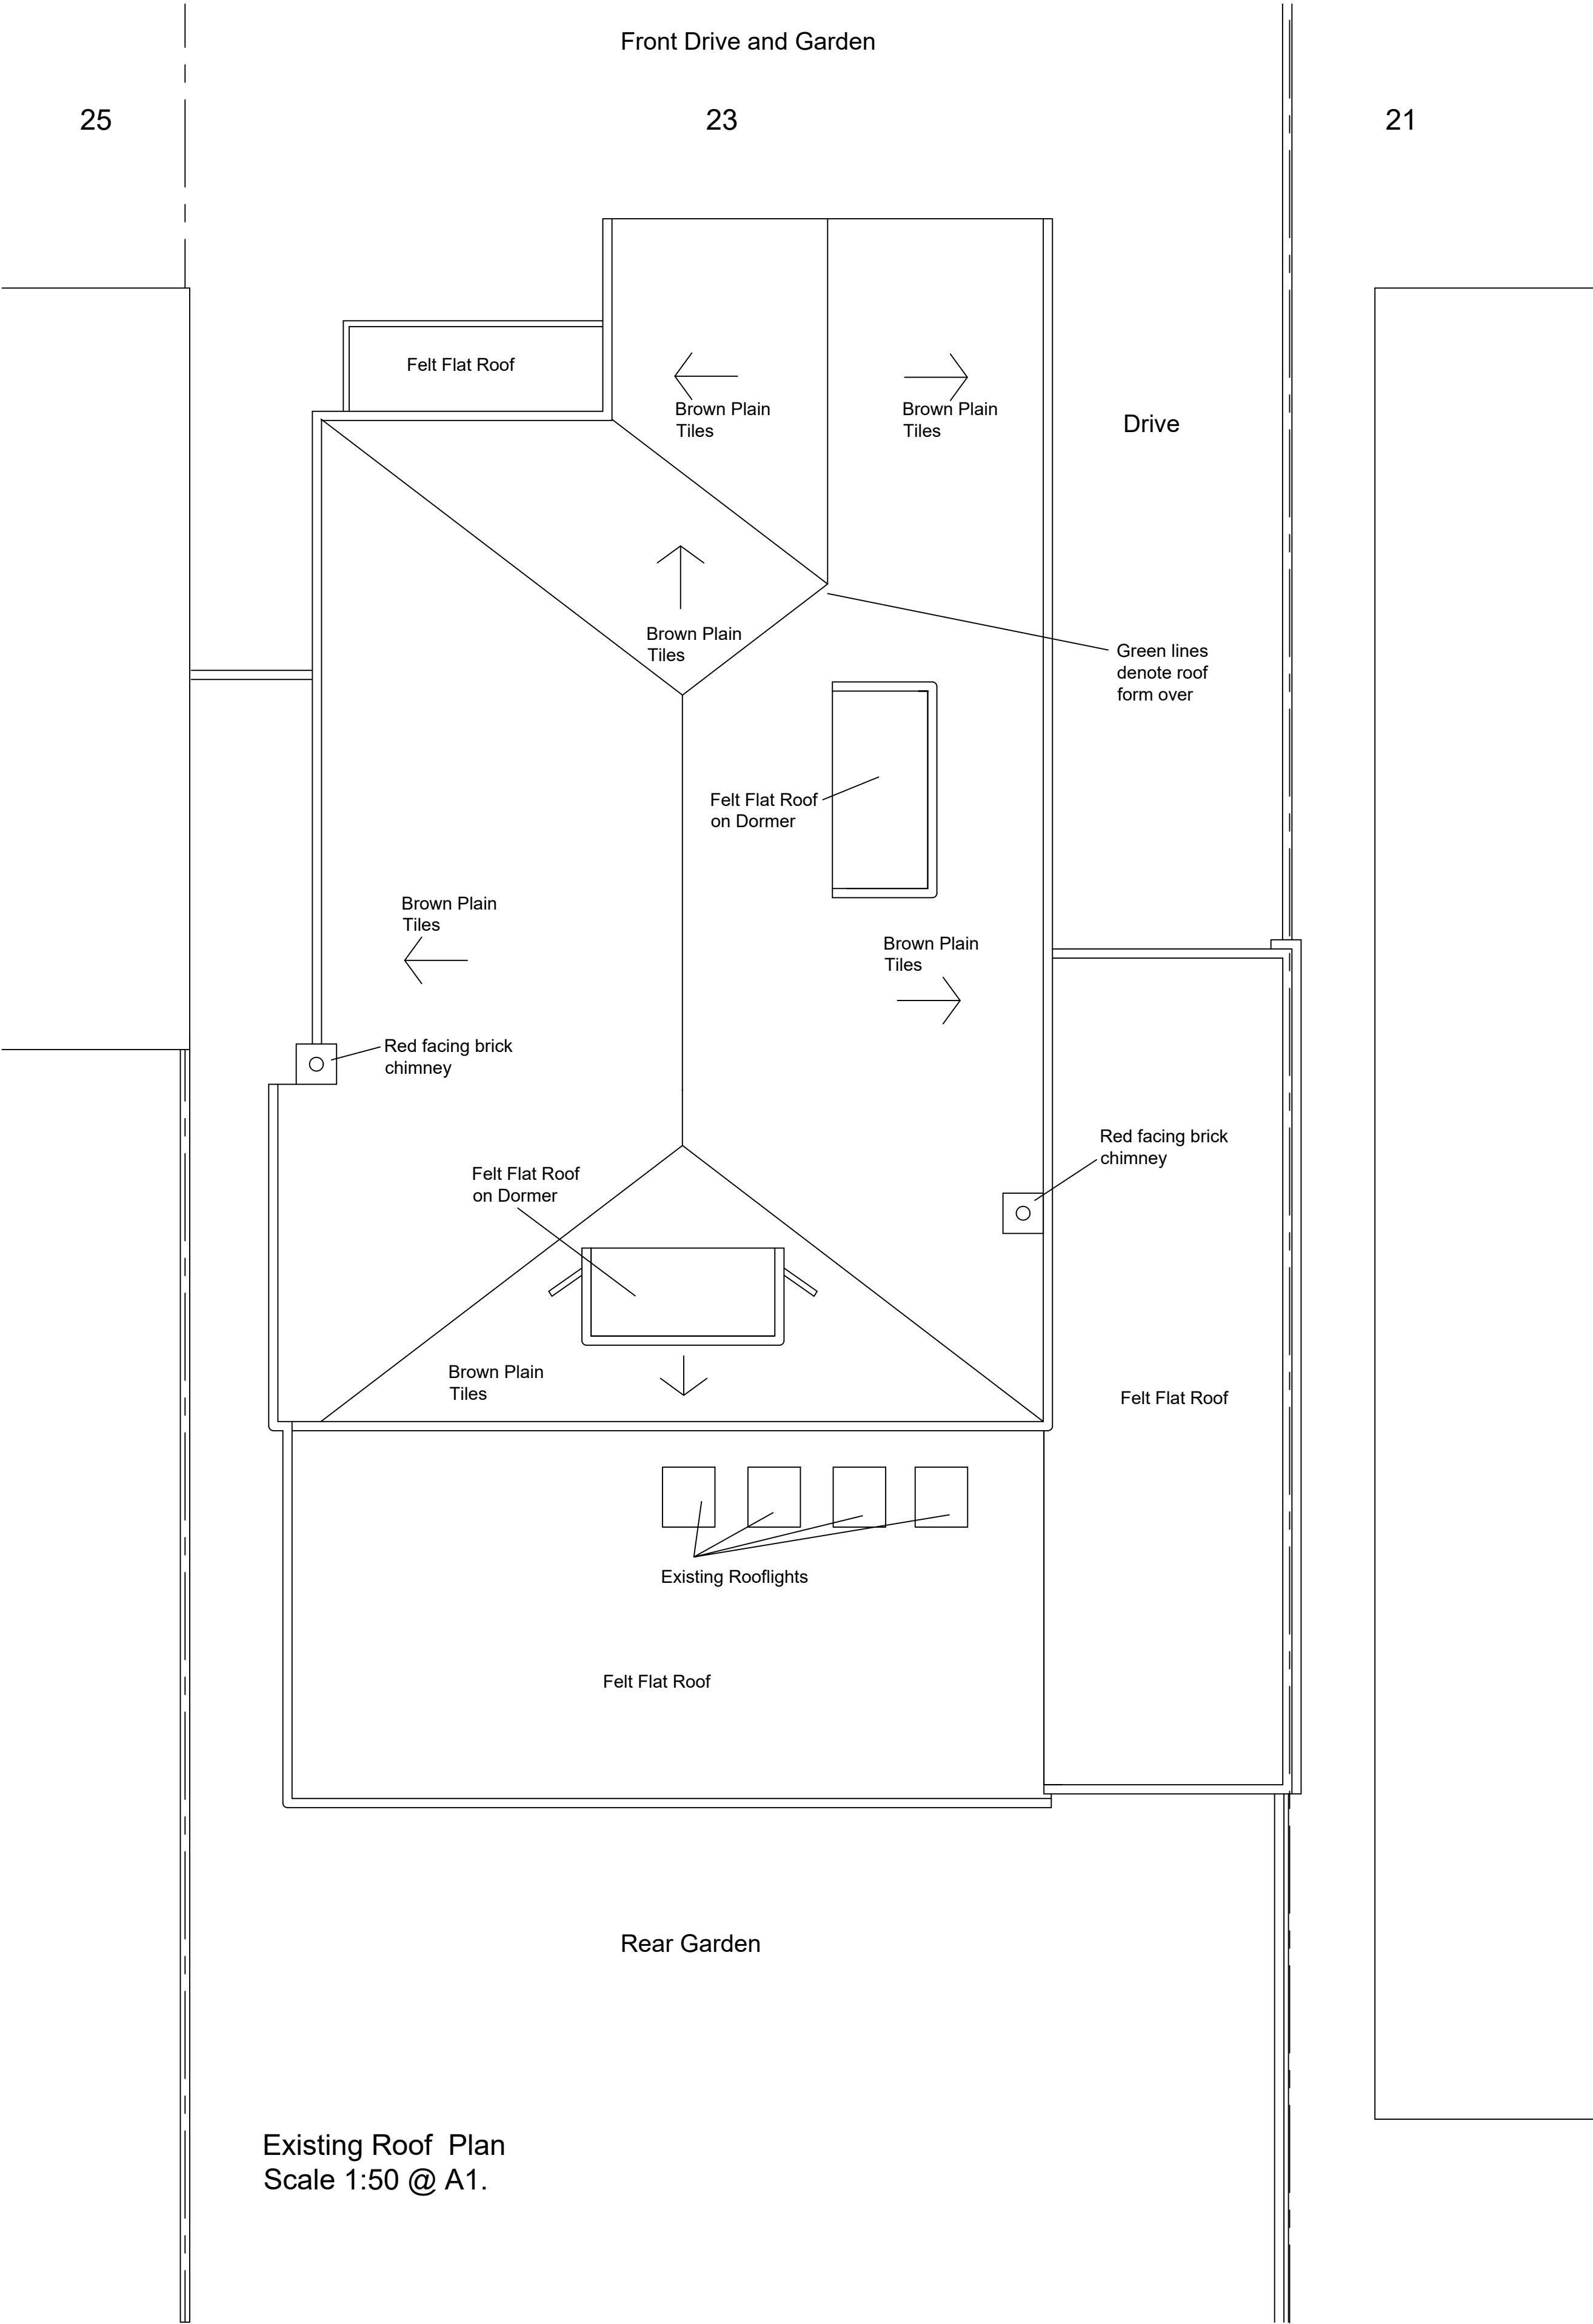 Front Drive and Garden
25
23
21
Felt Flat Roof
Brown Plain
Tiles
Brown Plain
Tiles
Drive
Brown Plain
Tiles
Green lines
denote roof
form over
Felt Flat Roof
on Dormer
Brown Plain
Tiles
Brown Plain
Tiles
Red facing brick
chimney
Red facing brick
chimney
Felt Flat Roof
on Dormer
Brown Plain
Tiles
Felt Flat Roof
Existing Rooflights
Felt Flat Roof
Rear Garden
Existing Roof  Plan
Scale 1:50 @ A1.